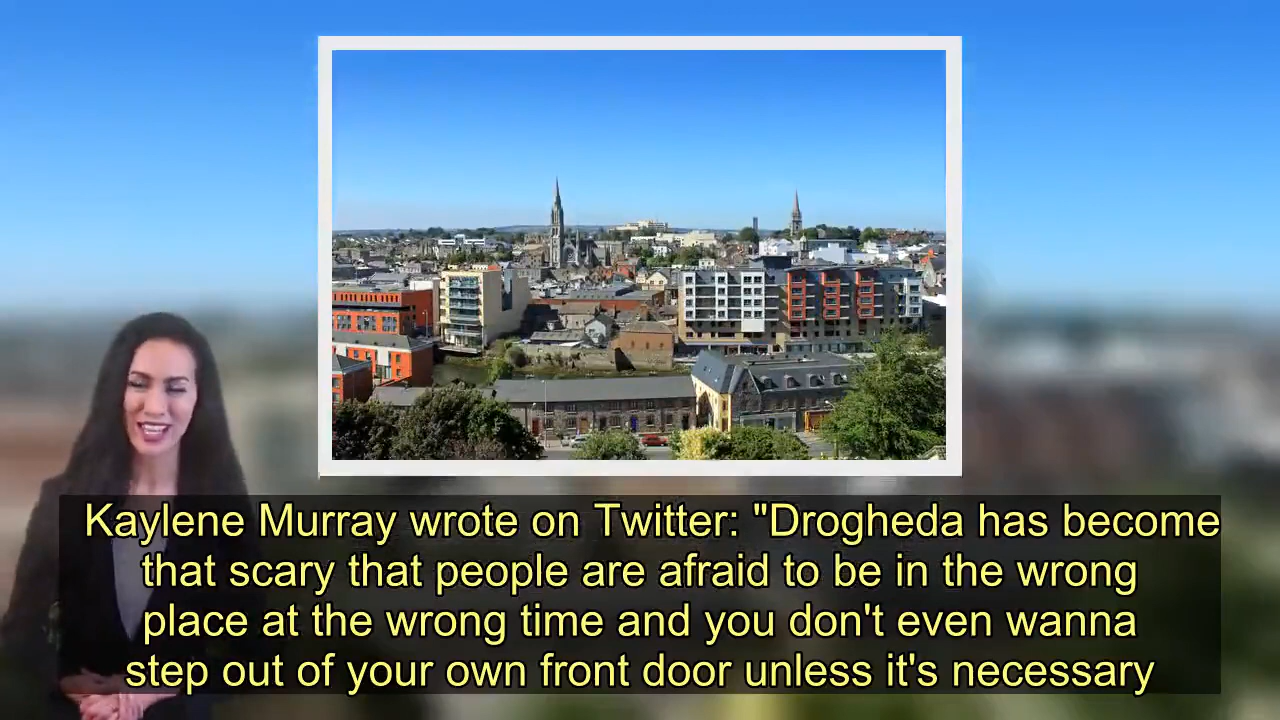 Kaylene Murray wrote on Twitter: "Drogheda has become
that scary that people are afraid to be in the wrong
place at the wrong time and you don't even wanna
step out of your own front door unless it's necessary